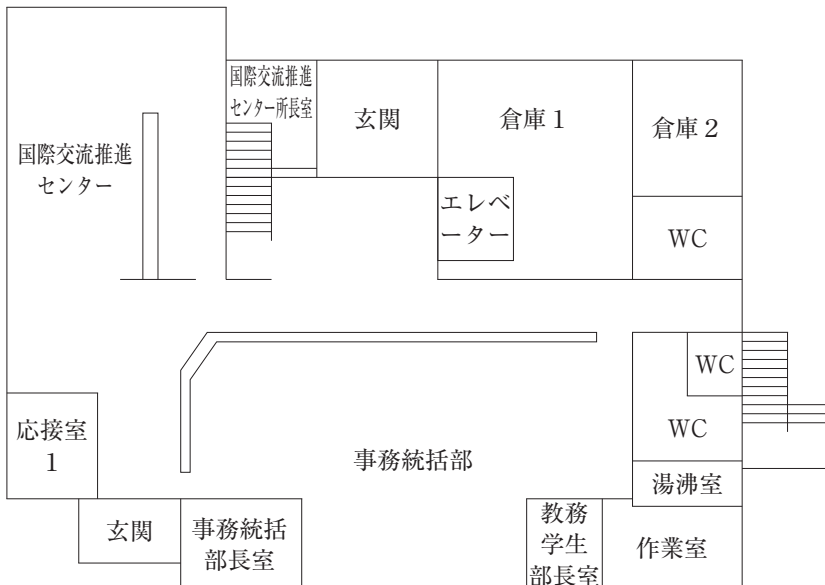 国際交流推進
センター所長室
玄関
倉庫1
倉庫2
国際交流推進
センター
エレベ
ーター
WC
WC
WC
応接室
1
事務統括部
湯沸室
玄関
事務統括
部長室
教務
学生
部長室
作業室